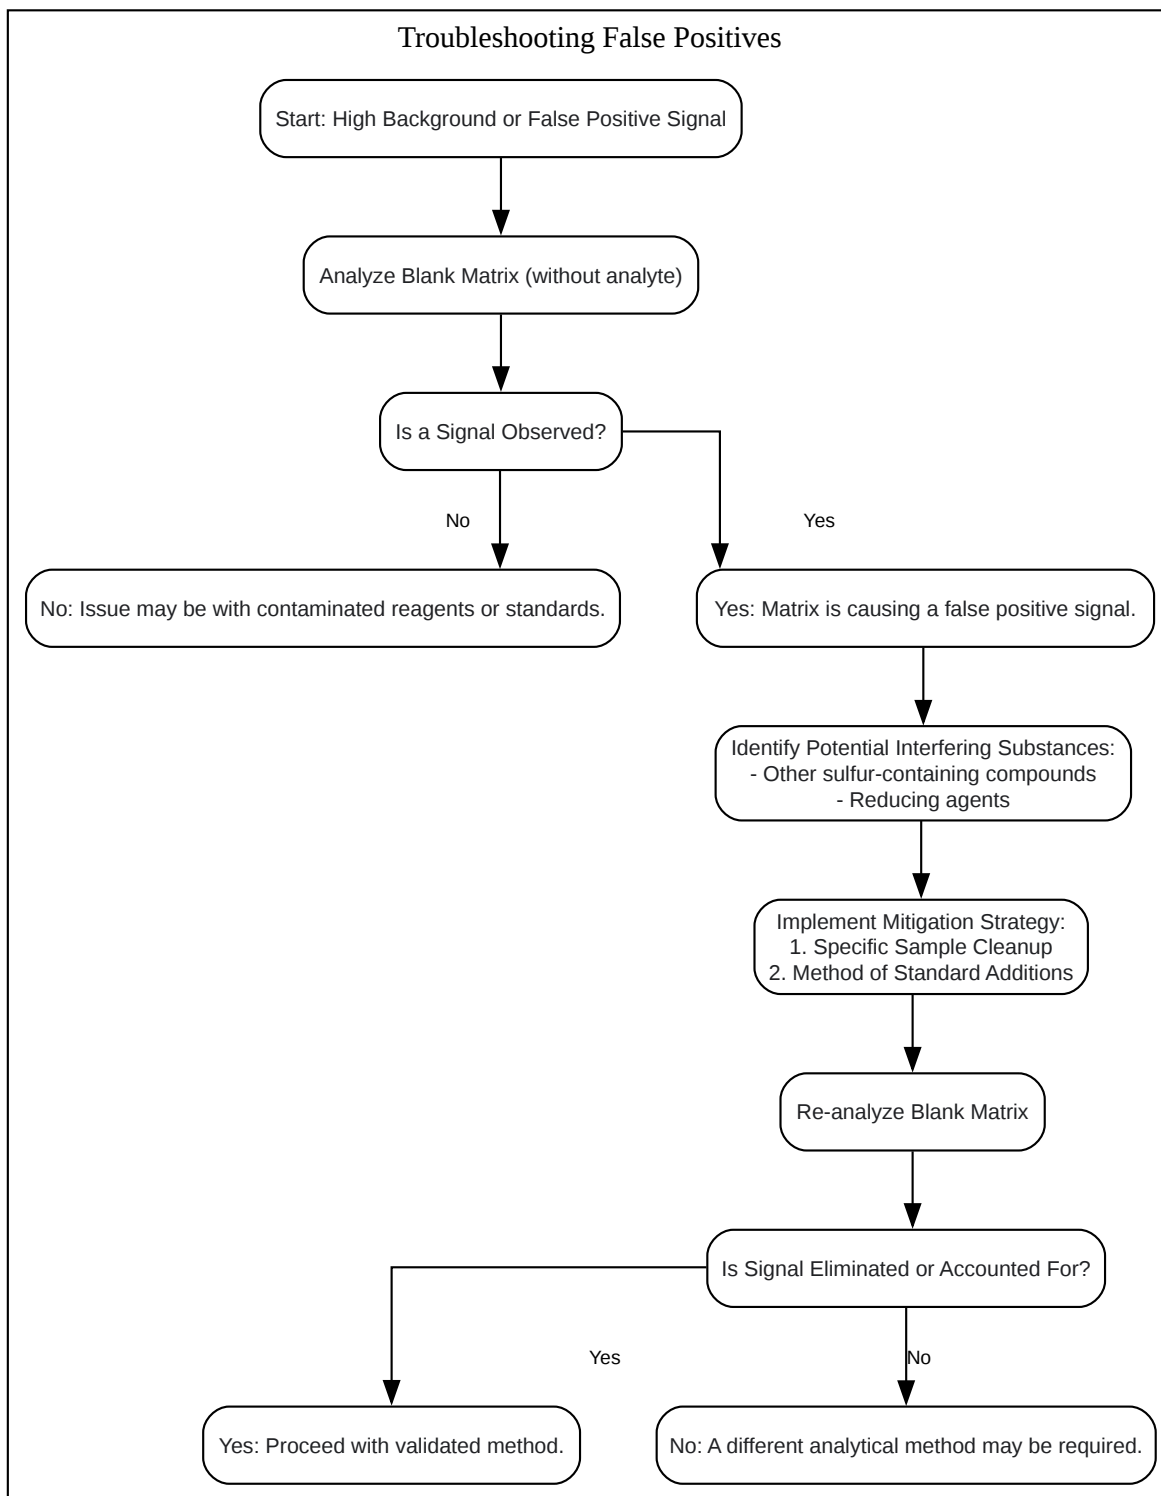 Troubleshooting False Positives
Start: High Background or False Positive Signal
Analyze Blank Matrix (without analyte)
Is a Signal Observed?
No
Yes
No: Issue may be with contaminated reagents or standards.
Yes: Matrix is causing a false positive signal.
Identify Potential Interfering Substances:
- Other sulfur-containing compounds
- Reducing agents
Implement Mitigation Strategy:
1. Specific Sample Cleanup
2. Method of Standard Additions
Re-analyze Blank Matrix
Is Signal Eliminated or Accounted For?
Yes
No
Yes: Proceed with validated method.
No: A different analytical method may be required.